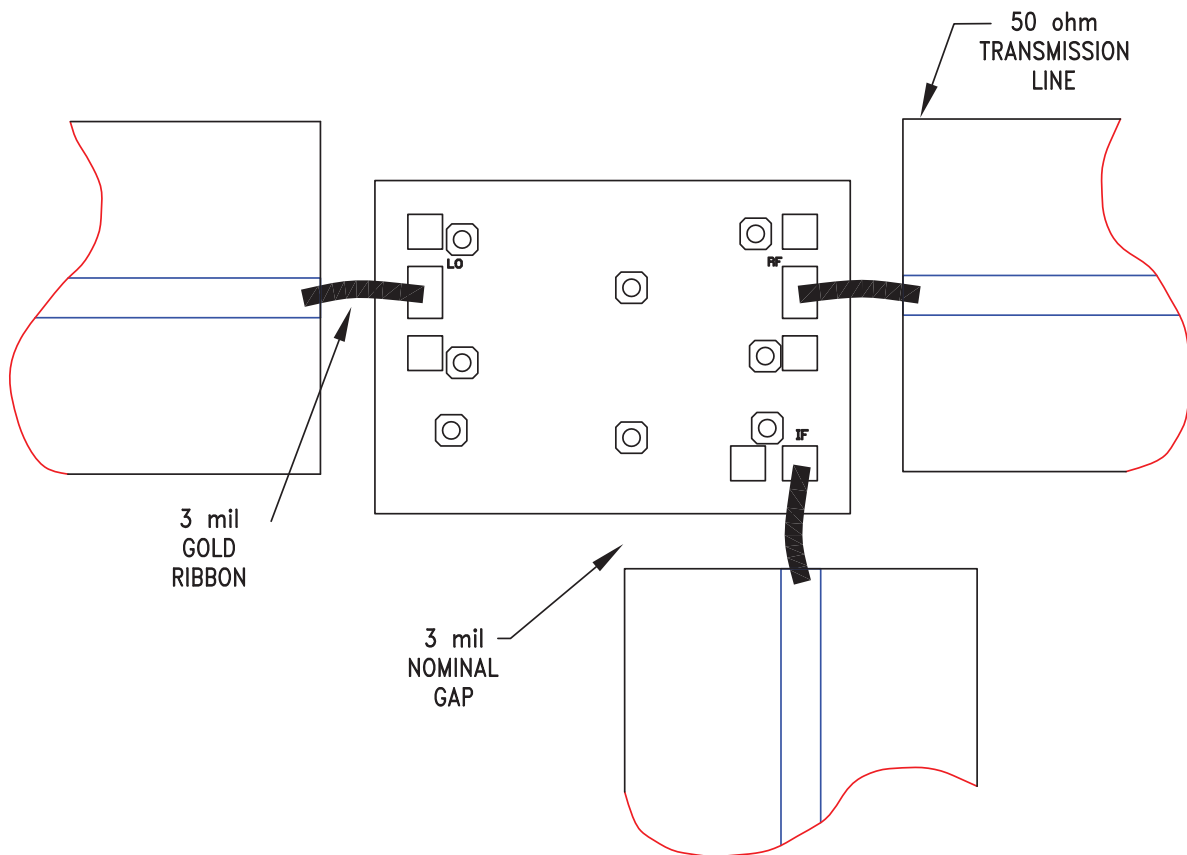 50 ohm
TRANSMISSION
LINE
LO
RF
IF
3 mil
GOLD
RIBBON
3 mil
NOMINAL
GAP